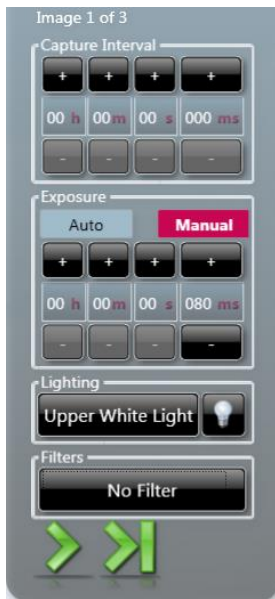 Image 1 of 3
Capture Interval
+ + + +
00 h 00 m 00 s 000 ms
- - - -
Exposure
Auto Manual
+ + + +
00 h 00 m 00 s 080 ms
- - - -
Lighting
Upper White Light
Filters
No Filter